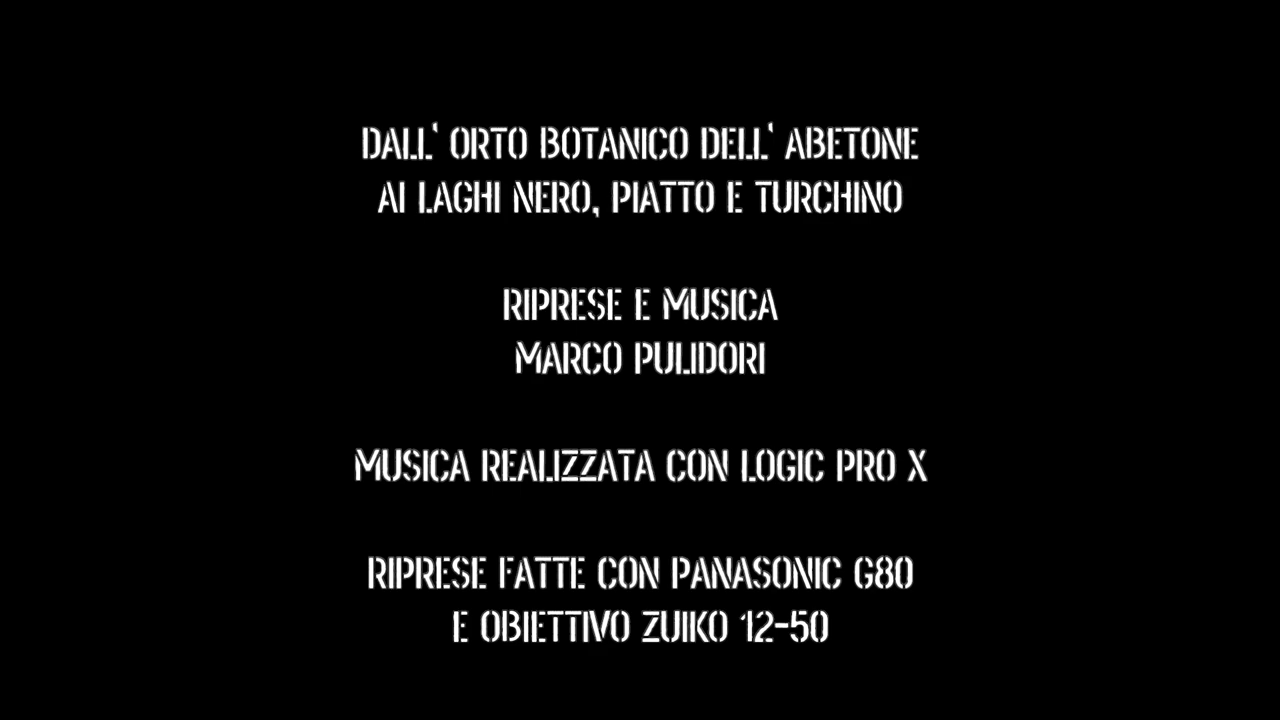 DALL' ORTO BOTANICO DELL' ABETONE
AI LAGHI NERO, PIATTO E TURCHINO
RIPRESE E MUSICA
MARCO PULIDORI
MUSICA REALIZZATA CON LOGIC PRO X
RIPRESE FATTE CON PANASONIC G80
E OBIETTIVO ZUIKO 12-50